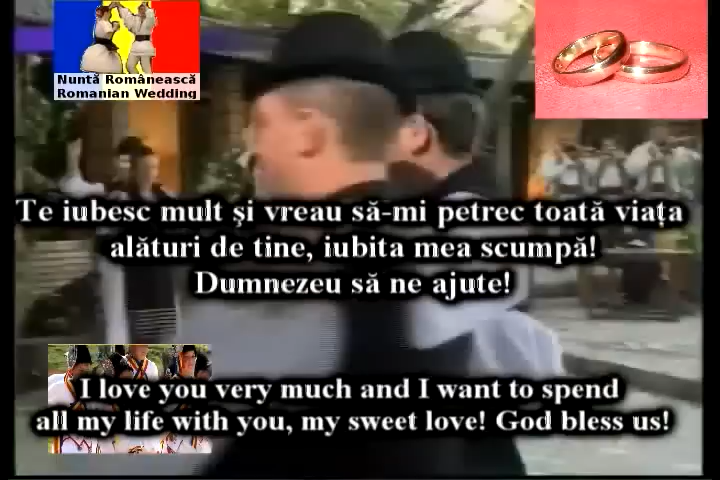 Nuntă Românească
Romanian Wedding
Te iubesc mult şi vreau să-mi petrec toată viaţa
alături de tine, iubita mea scumpă!
Dumnezeu să ne ajute!
I love you very much and I want to spend
all my life with you, my sweet love! God bless us!